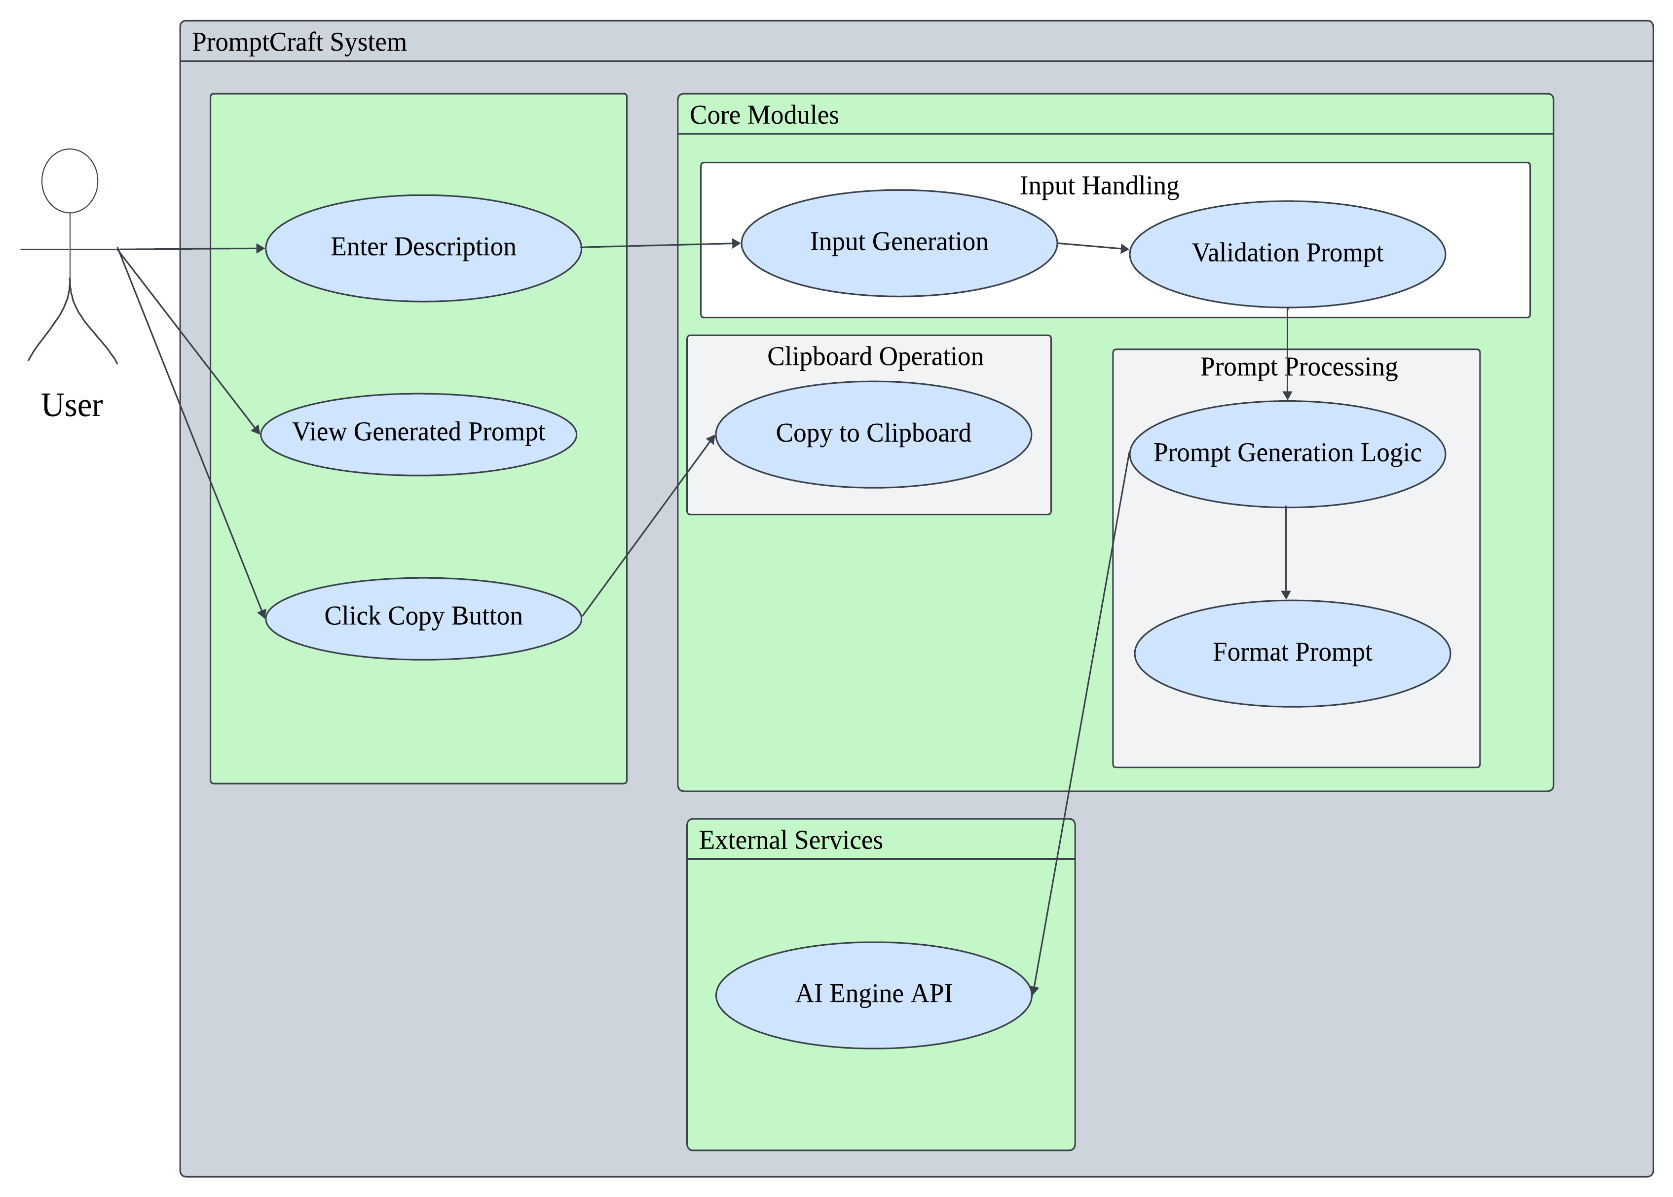 PromptCraft System
User
Enter Description
View Generated Prompt
Click Copy Button
Core Modules
Input Handling
Input Generation
Validation Prompt
Clipboard Operation
Copy to Clipboard
Prompt Processing
Prompt Generation Logic
Format Prompt
External Services
AI Engine API